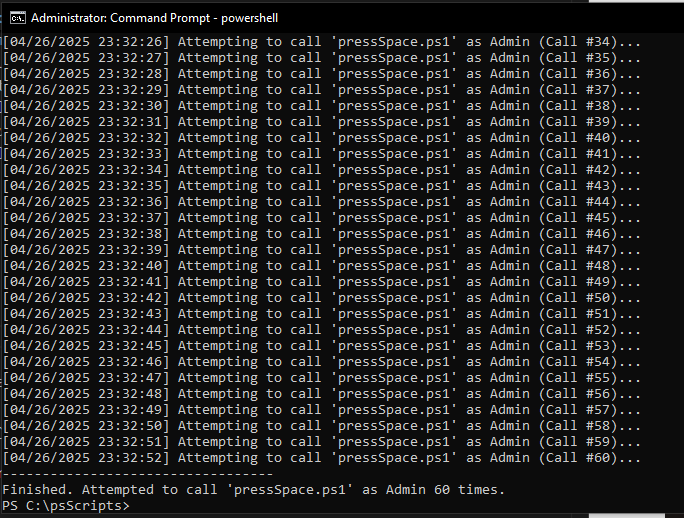 Administrator: Command Prompt - powershell
[04/26/2025 23:32:26] Attempting to call 'pressSpace.ps1' as Admin (Call #34)...
[04/26/2025 23:32:27] Attempting to call 'pressSpace.ps1' as Admin (Call #35)...
[04/26/2025 23:32:28] Attempting to call 'pressSpace.ps1' as Admin (Call #36)...
[04/26/2025 23:32:29] Attempting to call 'pressSpace.ps1' as Admin (Call #37)...
[04/26/2025 23:32:30] Attempting to call 'pressSpace.ps1' as Admin (Call #38)...
[04/26/2025 23:32:31] Attempting to call 'pressSpace.ps1' as Admin (Call #39)...
[04/26/2025 23:32:32] Attempting to call 'pressSpace.ps1' as Admin (Call #40)...
[04/26/2025 23:32:33] Attempting to call 'pressSpace.ps1' as Admin (Call #41)...
[04/26/2025 23:32:34] Attempting to call 'pressSpace.ps1' as Admin (Call #42)...
[04/26/2025 23:32:35] Attempting to call 'pressSpace.ps1' as Admin (Call #43)...
[04/26/2025 23:32:36] Attempting to call 'pressSpace.ps1' as Admin (Call #44)...
[04/26/2025 23:32:37] Attempting to call 'pressSpace.ps1' as Admin (Call #45)...
[04/26/2025 23:32:38] Attempting to call 'pressSpace.ps1' as Admin (Call #46)...
[04/26/2025 23:32:39] Attempting to call 'pressSpace.ps1' as Admin (Call #47)...
[04/26/2025 23:32:40] Attempting to call 'pressSpace.ps1' as Admin (Call #48)...
[04/26/2025 23:32:41] Attempting to call 'pressSpace.ps1' as Admin (Call #49)...
[04/26/2025 23:32:42] Attempting to call 'pressSpace.ps1' as Admin (Call #50)...
[04/26/2025 23:32:43] Attempting to call 'pressSpace.ps1' as Admin (Call #51)...
[04/26/2025 23:32:44] Attempting to call 'pressSpace.ps1' as Admin (Call #52)...
[04/26/2025 23:32:45] Attempting to call 'pressSpace.ps1' as Admin (Call #53)...
[04/26/2025 23:32:46] Attempting to call 'pressSpace.ps1' as Admin (Call #54)...
[04/26/2025 23:32:47] Attempting to call 'pressSpace.ps1' as Admin (Call #55)...
[04/26/2025 23:32:48] Attempting to call 'pressSpace.ps1' as Admin (Call #56)...
[04/26/2025 23:32:49] Attempting to call 'pressSpace.ps1' as Admin (Call #57)...
[04/26/2025 23:32:50] Attempting to call 'pressSpace.ps1' as Admin (Call #58)...
[04/26/2025 23:32:51] Attempting to call 'pressSpace.ps1' as Admin (Call #59)...
[04/26/2025 23:32:52] Attempting to call 'pressSpace.ps1' as Admin (Call #60)...
----------------------------------
Finished. Attempted to call 'pressSpace.ps1' as Admin 60 times.
PS C:\psScripts>